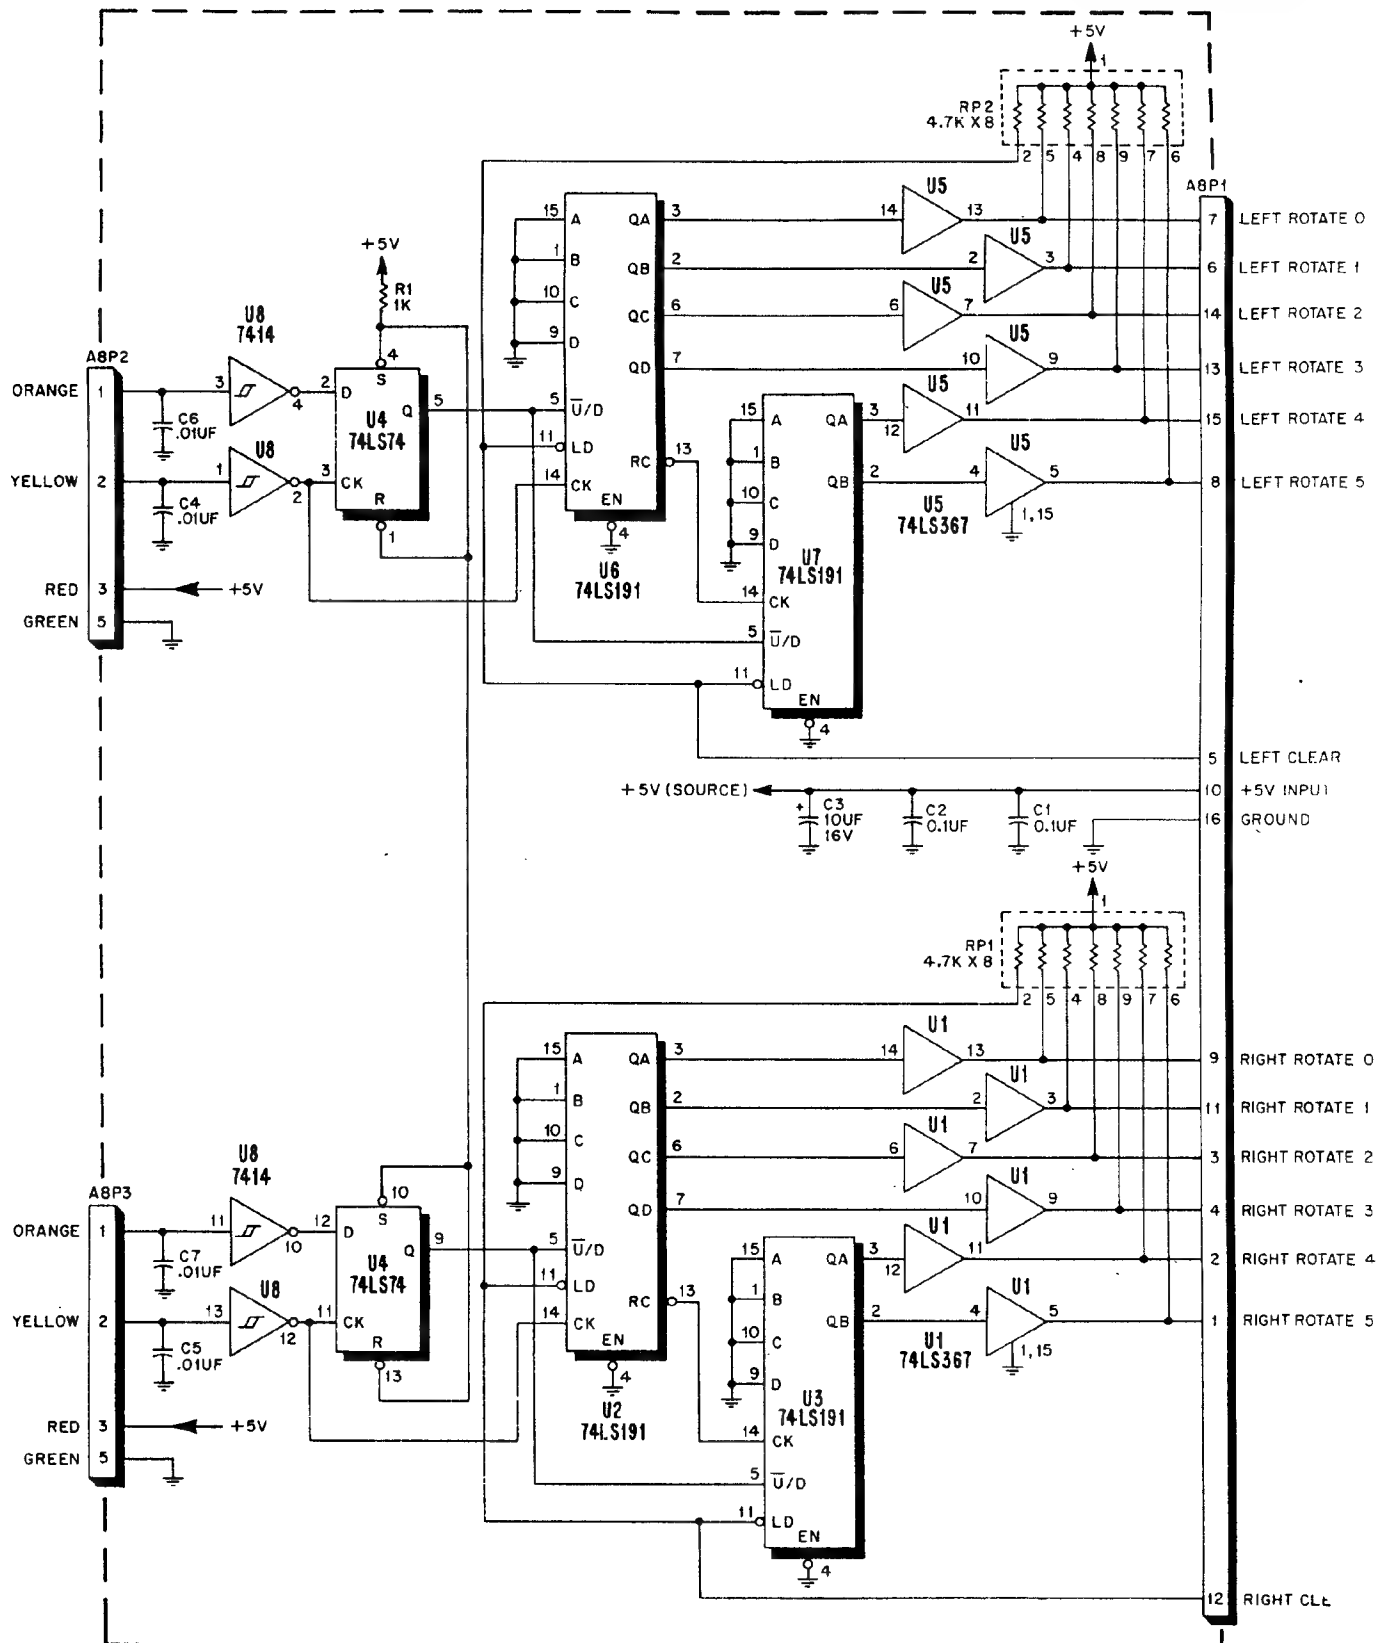 +5V
1
RP2
4.7K X 8
2 5 4 8 9 7 6
A8P1
U5
15 A QA 3 14 13 7 LEFT ROTATE 0
+5V
U5
1 B QB 2 2 3 6 LEFT ROTATE 1
R1
1K
10 C
U5
QC 6 6 7 14 LEFT ROTATE 2
U8
7414
9 D
U5
4
S
A8P2
QD 7 10 9 13 LEFT ROTATE 3
ORANGE 1 3 4 2 D
U5
C6
.01UF
U4
74LS74
Q 5 5 U̅/D
15 A QA 3 12 11 15 LEFT ROTATE 4
U8
11 LD
U5
RC 13 1 B
YELLOW 2 1 2 3 CK 14 CK
QB 2 4 5 8 LEFT ROTATE 5
C4
.01UF
R
1
EN
4
10 C
U5
74LS367
1,15
9 D
U6
74LS191
U7
74LS191
RED 3 +5V
14 CK
GREEN 5
5 U̅/D
11 LD
EN
4
5 LEFT CLEAR
+5V (SOURCE) 10 +5V INPUT
+ C3
10UF
16V
C2
0.1UF
C1
0.1UF
16 GROUND
+5V
1
RP1
4.7K X 8
2 5 4 8 9 7 6
U1
15 A QA 3 14 13 9 RIGHT ROTATE 0
U1
1 B QB 2 2 3 11 RIGHT ROTATE 1
10 C
U1
QC 6 6 7 3 RIGHT ROTATE 2
U8
7414
9 D
U1
10
S
A8P3
QD 7 10 9 4 RIGHT ROTATE 3
ORANGE 1 11 10 12 D
U1
C7
.01UF
U4
74LS74
Q 9 5 U̅/D
15 A QA 3 12 11 2 RIGHT ROTATE 4
U8
11 LD
U1
RC 13 1 B
YELLOW 2 13 12 11 CK 14 CK
QB 2 4 5 1 RIGHT ROTATE 5
C5
.01UF
R
13
EN
4
10 C
U1
74LS367
1,15
9 D
U2
74LS191
U3
74LS191
RED 3 +5V
14 CK
GREEN 5
5 U̅/D
11 LD
EN
4
12 RIGHT CLE